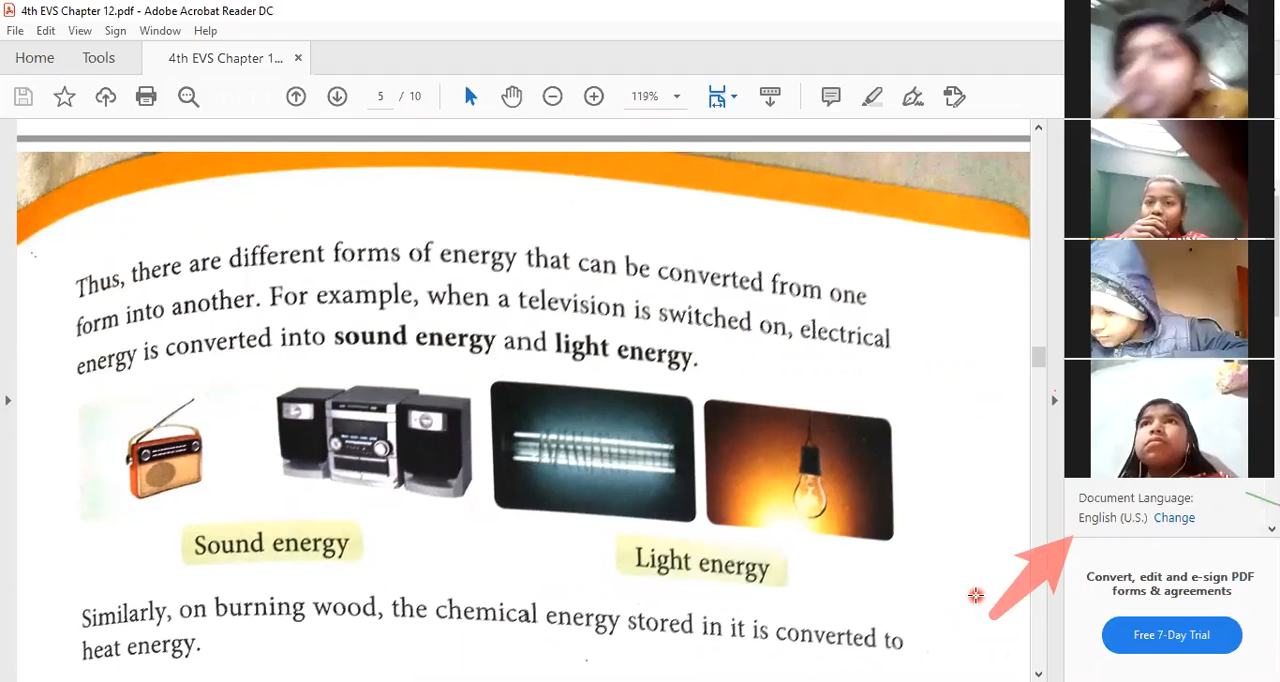 4th EVS Chapter 12.pdf - Adobe Acrobat Reader DC
File Edit View Sign Window Help
Home Tools 4th EVS Chapter 1... ×
5 / 10 119%
Thus, there are different forms of energy that can be converted from one
form into another. For example, when a television is switched on, electrical
energy is converted into sound energy and light energy.
Sound energy
Light energy
Similarly, on burning wood, the chemical energy stored in it is converted to
heat energy.
Document Language:
English (U.S.) Change
Convert, edit and e-sign PDF
forms & agreements
Free 7-Day Trial